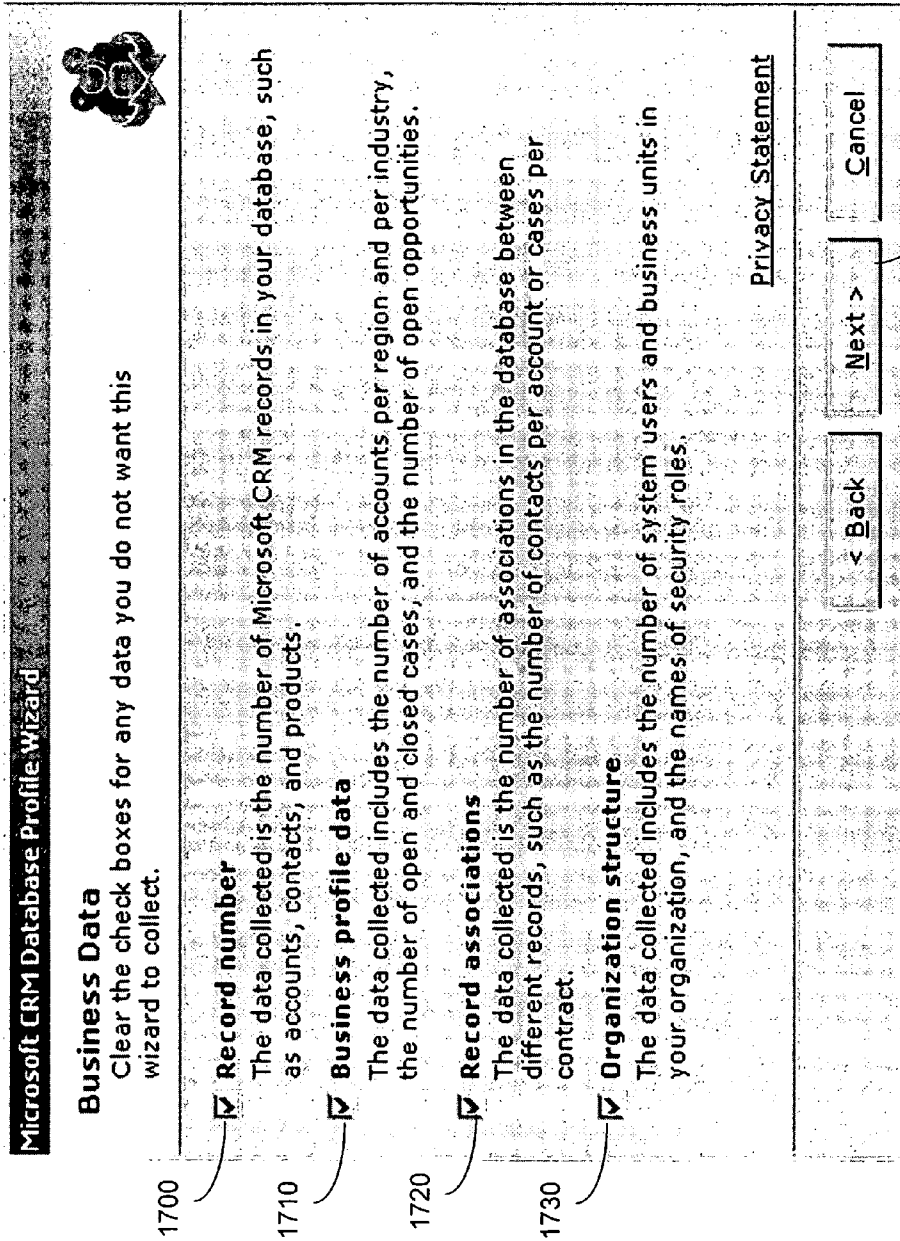 Microsoft CRM Database Profile Wizard
Business Data
Clear the check boxes for any data you do not want this
wizard to collect.
1700
Record number
The data collected is the number of Microsoft CRM records in your database, such
as accounts, contacts, and products.
1710
Business profile data
The data collected includes the number of accounts per region and per industry,
the number of open and closed cases, and the number of open opportunities.
1720
Record associations
The data collected is the number of associations in the database between
different records, such as the number of contacts per account or cases per
contract.
1730
Organization structure
The data collected includes the number of system users and business units in
your organization, and the names of security roles.
Privacy Statement
< Back
Next >
Cancel